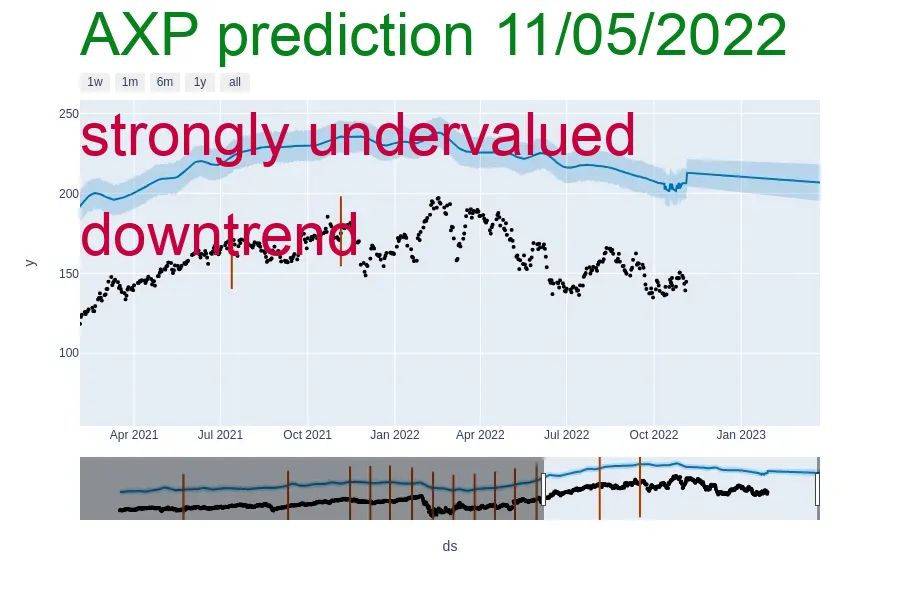 AXP prediction 11/05/2022
1w 1m 6m 1y all
250
strongly undervalued
200
downtrend
y
150
100
Apr 2021 Jul 2021 Oct 2021 Jan 2022 Apr 2022 Jul 2022 Oct 2022 Jan 2023
ds